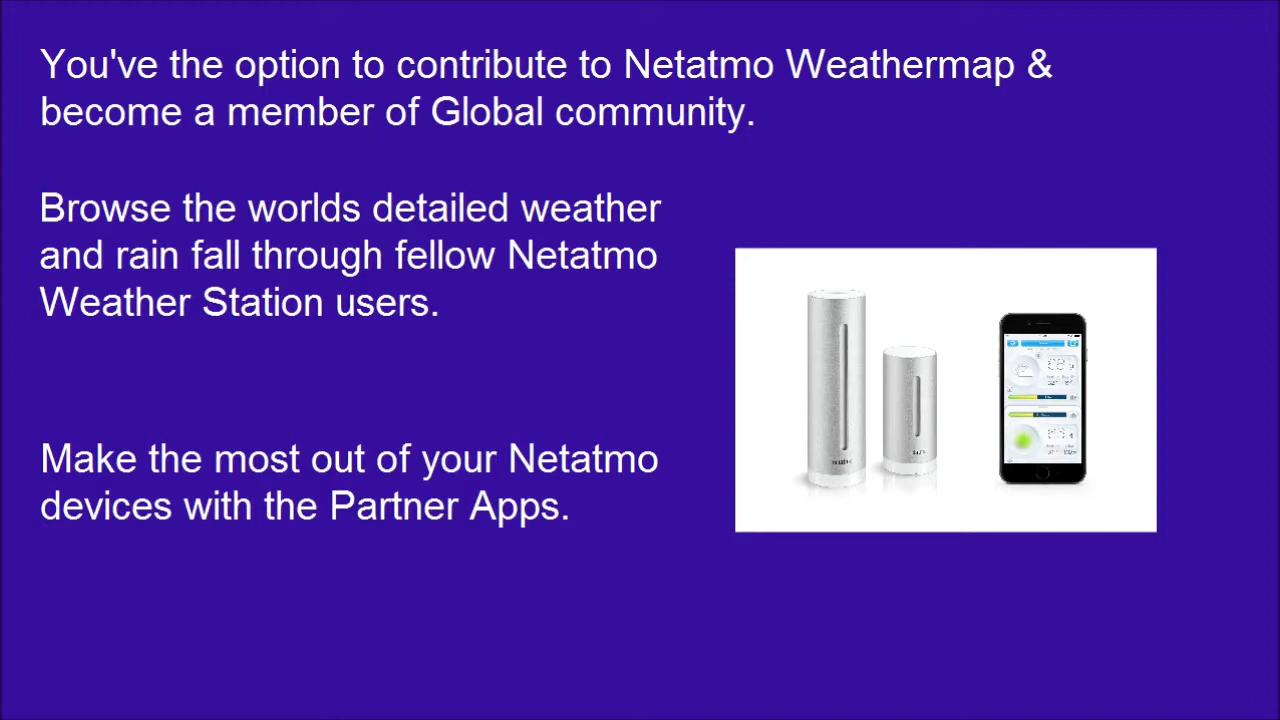 You've the option to contribute to Netatmo Weathermap &
become a member of Global community.
Browse the worlds detailed weather
and rain fall through fellow Netatmo
Weather Station users.
Make the most out of your Netatmo
devices with the Partner Apps.